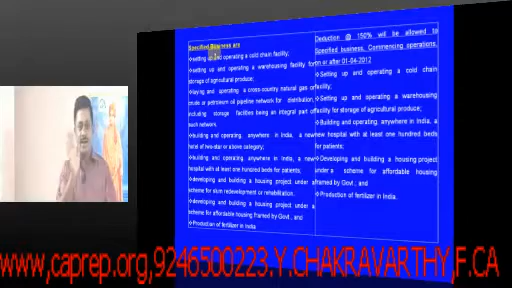 Specified Business are
❖setting up and operating a cold chain facility;
❖setting up and operating a warehousing facility for
storage of agricultural produce;
❖laying and operating a cross-country natural gas or
crude or petroleum oil pipeline network for distribution,
including storage facilities being an integral part of
such network.
❖building and operating, anywhere in India, a new
hotel of two-star or above category;
❖building and operating, anywhere in India, a new
hospital with at least one hundred beds for patients;
❖developing and building a housing project under a
scheme for slum redevelopment or rehabilitation.
❖developing and building a housing project under a
scheme for affordable housing framed by Govt., and
❖Production of fertilizer in India
Deduction @ 150% will be allowed to
Specified business, Commencing operations,
on or after 01-04-2012
❖Setting up and operating a cold chain
facility;
❖Setting up and operating a warehousing
facility for storage of agricultural produce;
❖Building and operating, anywhere in India, a
new hospital with at least one hundred beds
for patients;
❖Developing and building a housing project
under a scheme for affordable housing
framed by Govt ; and
❖Production of fertilizer in India.
www,caprep.org,9246500223.Y.CHAKRAVARTHY,F.CA